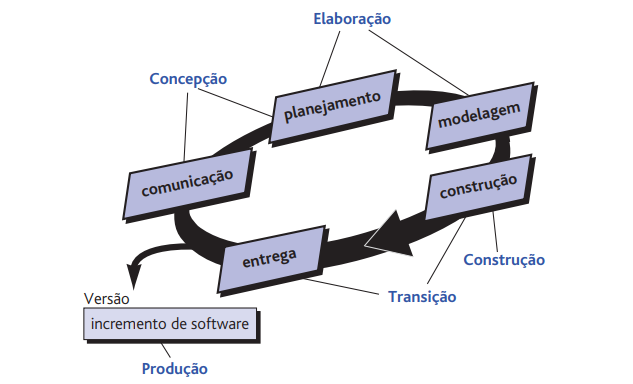 Elaboração
Concepção
planejamento
modelagem
comunicação
construção
entrega
Construção
Transição
Versão
incremento de software
Produção